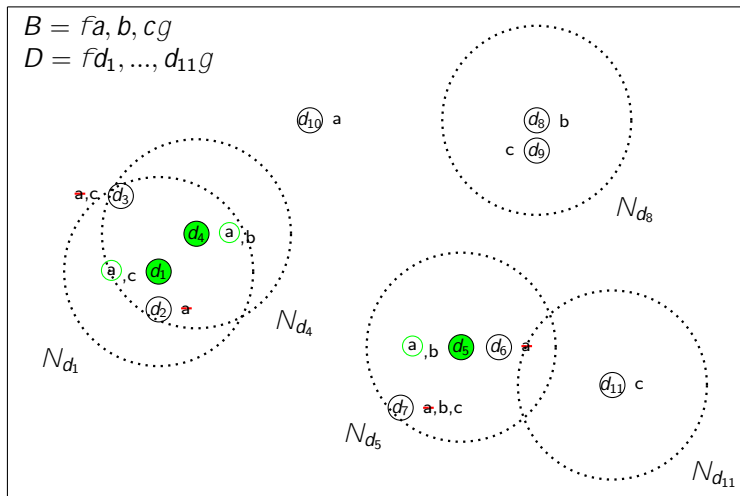 B = fa, b, cg
D = fd1, ..., d11g
d10 a
d8 b
c d9
a,c d3
Nd8
d4 a,b
a,c d1
d2 a
Nd4
Nd1
a,b d5 d6 a
d11 c
d7 a,b,c
Nd5
Nd11